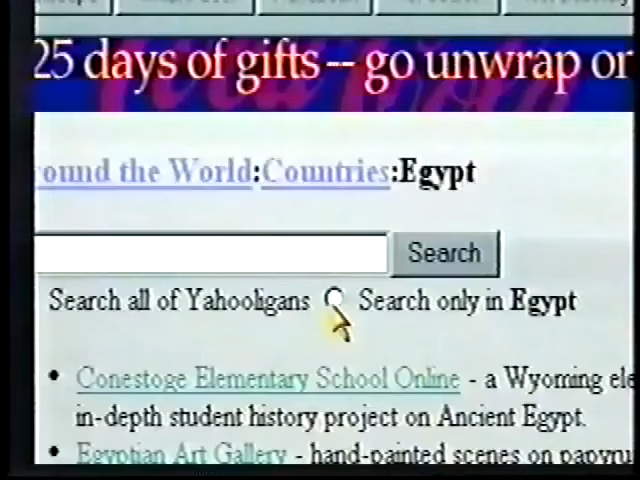 25 days of gifts -- go unwrap
ound the World:Countries:Egypt
Search
Search all of Yahooligans Search only in Egypt
• Conestoge Elementary School Online - a Wyoming ele
in-depth student history project on Ancient Egypt.
• Egyptian Art Gallery - hand-painted scenes on papyru